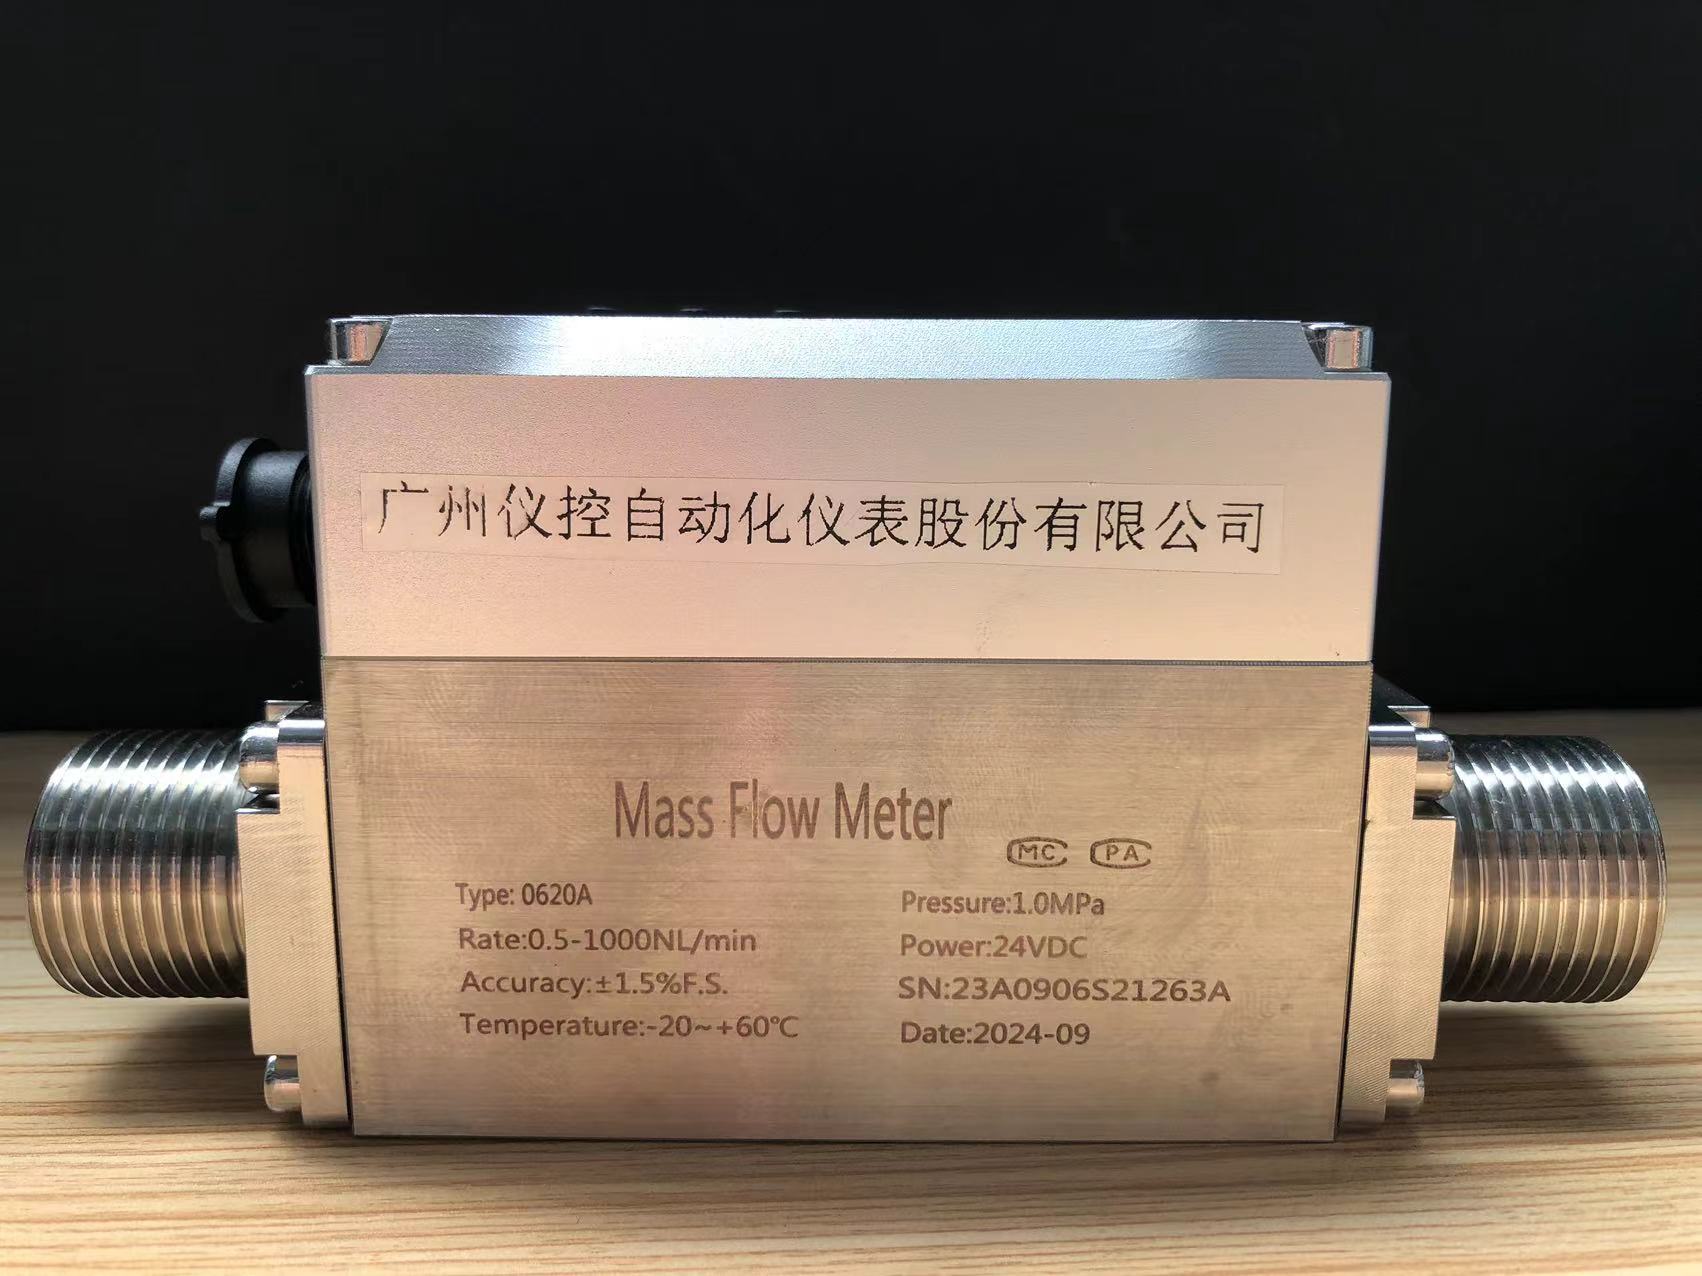 广州仪控自动化仪表股份有限公司
Mass Flow Meter
MC PA
Type: 0620A
Rate:0.5-1000NL/min
Accuracy:±1.5%F.S.
Temperature:-20~+60℃
Pressure:1.0MPa
Power:24VDC
SN:23A0906S21263A
Date:2024-09